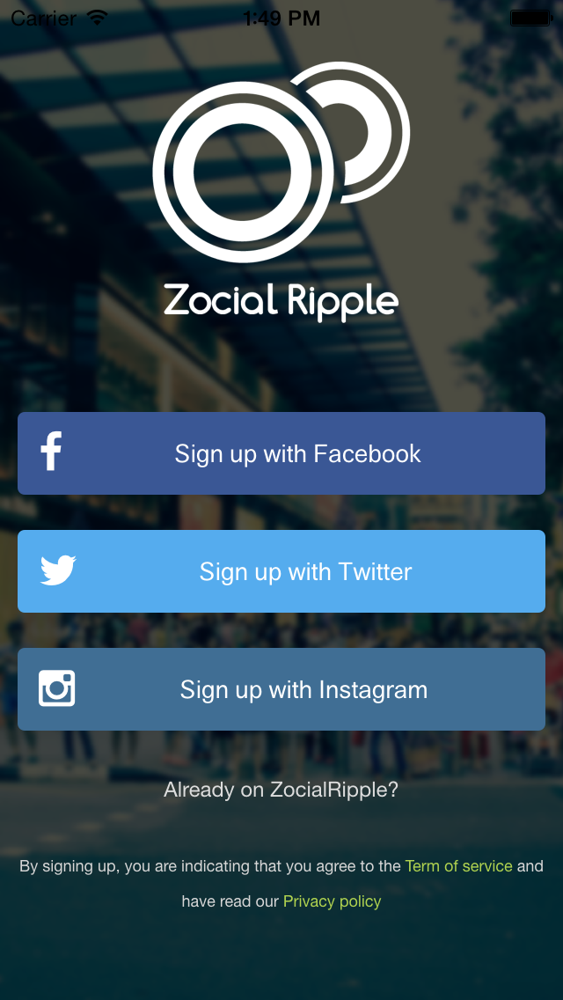 Carrier 1:49 PM
Zocial Ripple
Sign up with Facebook
Sign up with Twitter
Sign up with Instagram
Already on ZocialRipple?
By signing up, you are indicating that you agree to the Term of service and
have read our Privacy policy